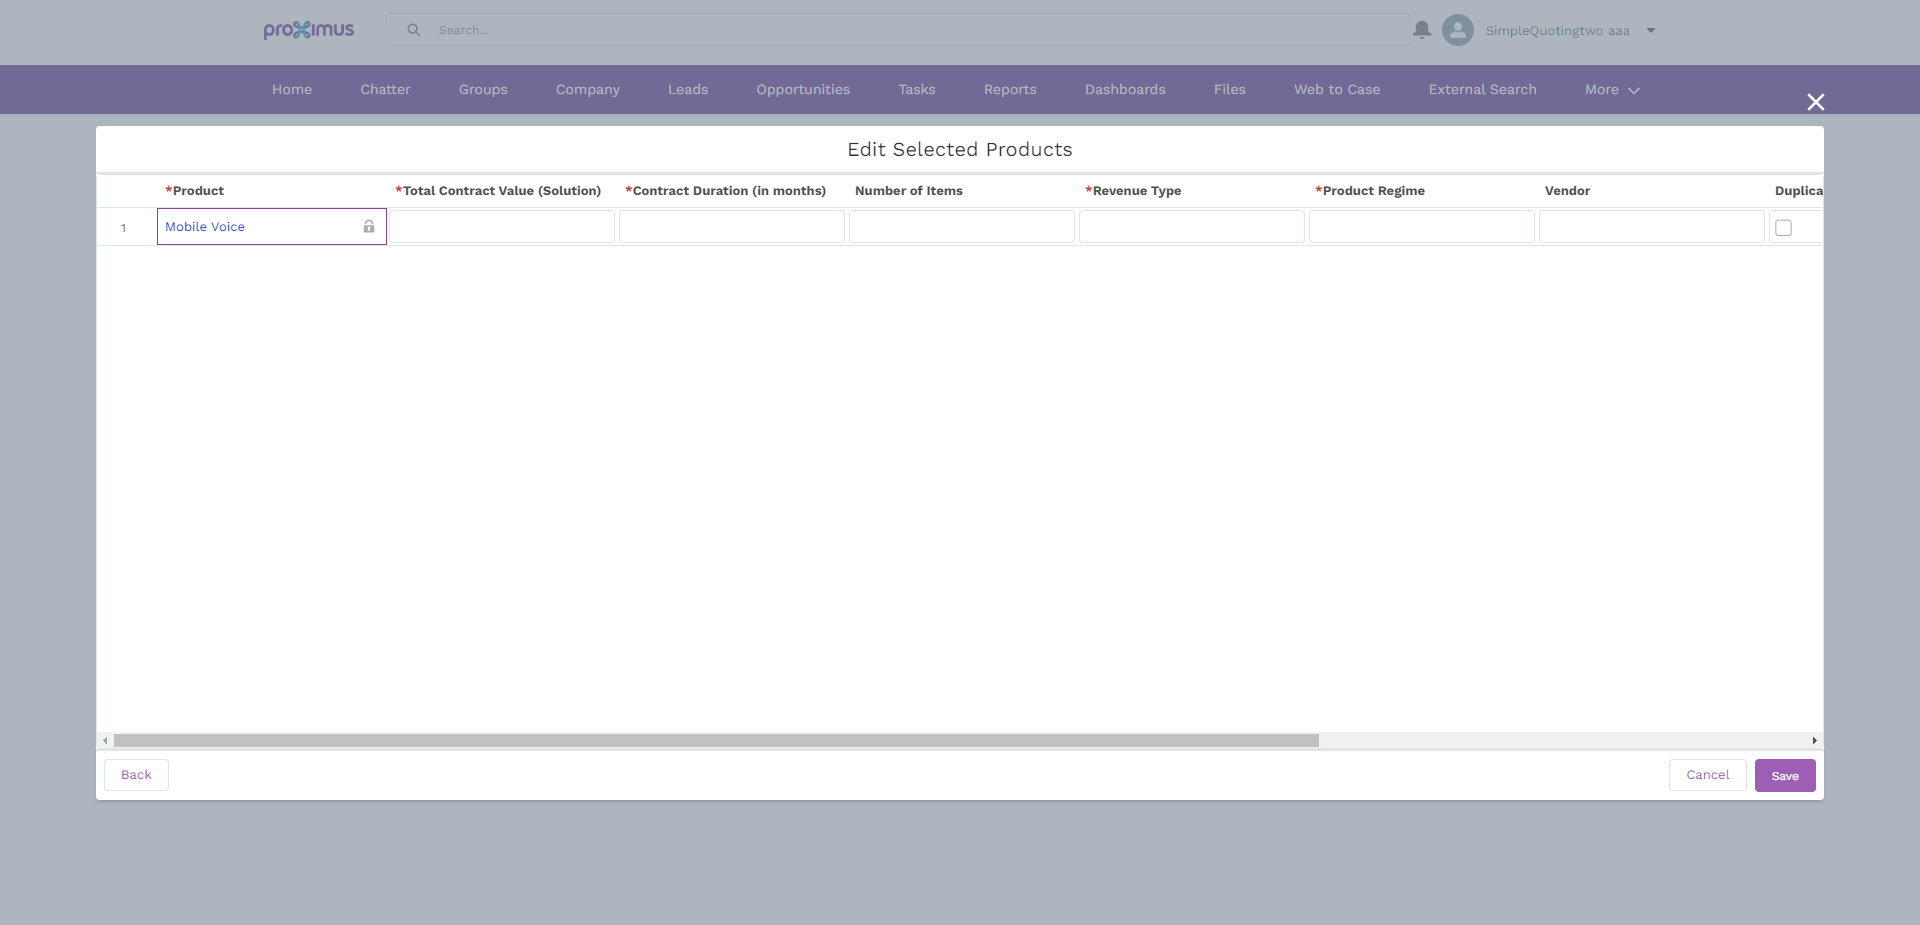 proximus
Search...
SimpleQuotingtwo aaa
Home Chatter Groups Company Leads Opportunities Tasks Reports Dashboards Files Web to Case External Search More
Edit Selected Products
*Product *Total Contract Value (Solution) *Contract Duration (in months) Number of Items *Revenue Type *Product Regime Vendor Duplica
1 Mobile Voice
Back Cancel Save